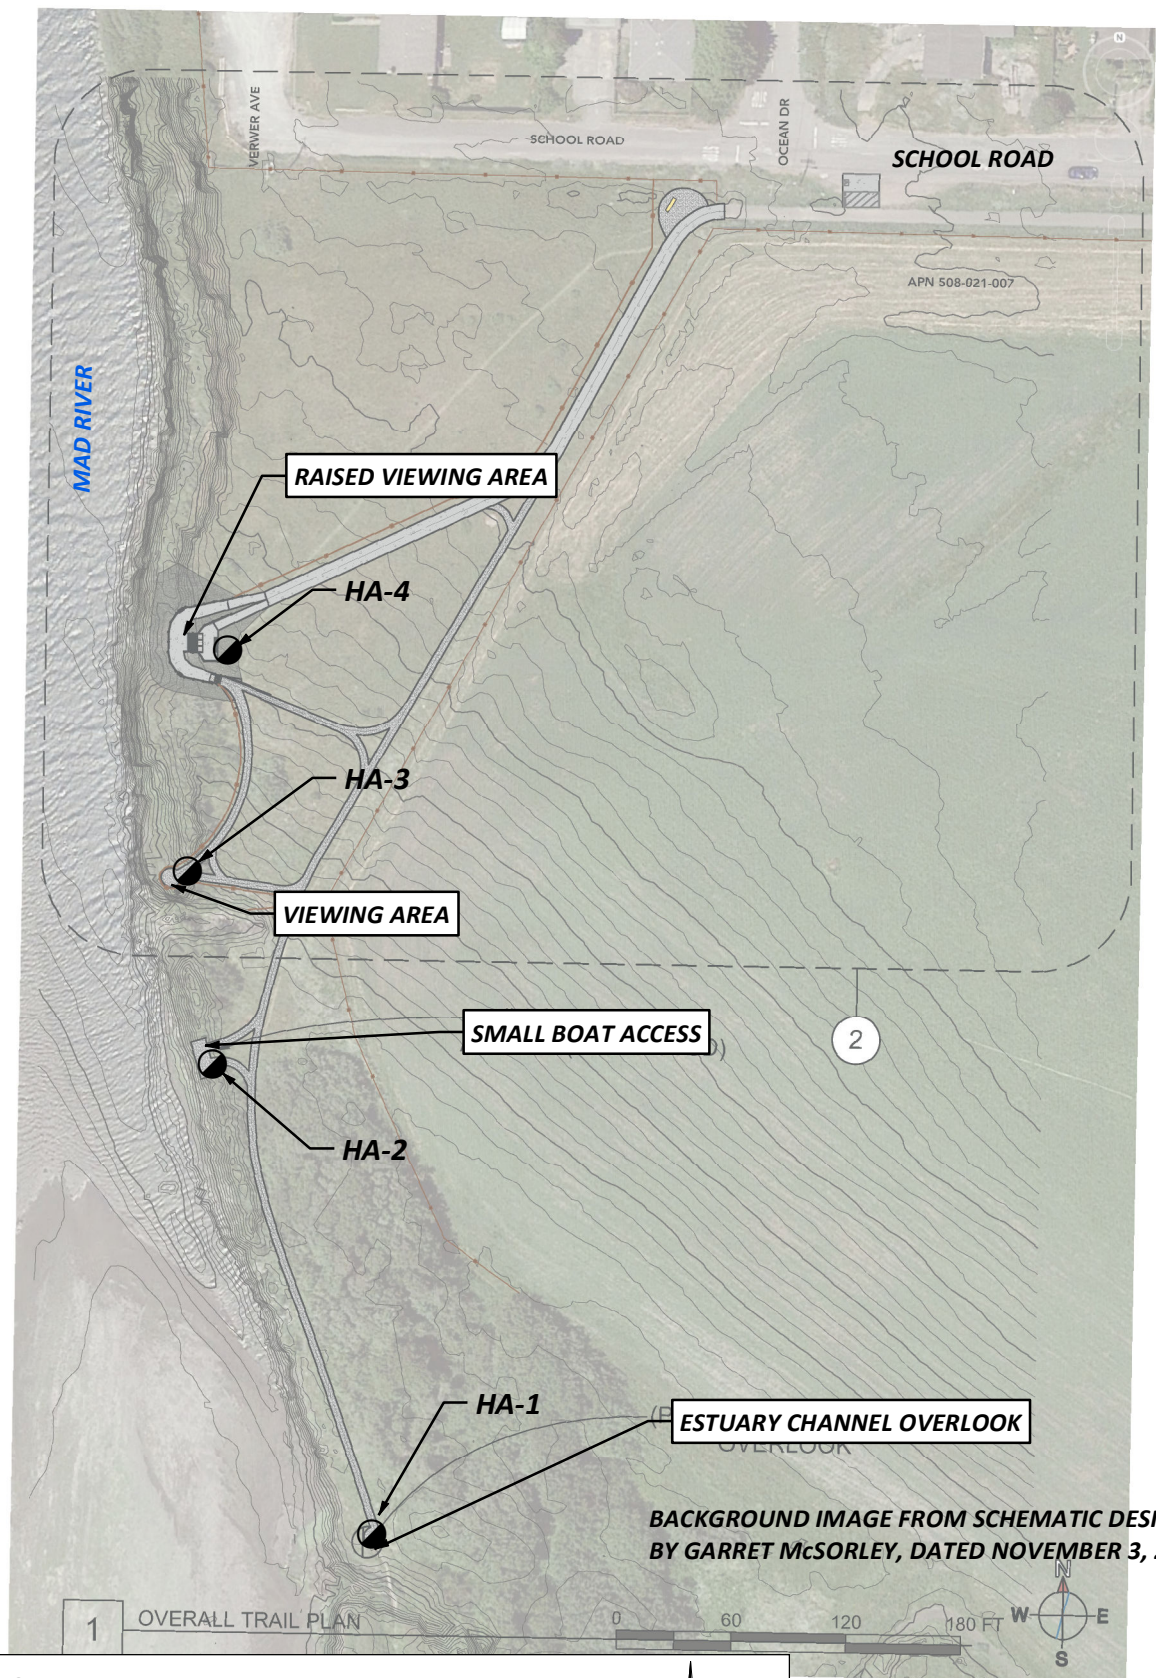 N
VERWER AVE
SCHOOL ROAD
OCEAN DR
SCHOOL ROAD
APN 508-021-007
MAD RIVER
RAISED VIEWING AREA
HA-4
HA-3
VIEWING AREA
SMALL BOAT ACCESS
2
HA-2
HA-1
ESTUARY CHANNEL OVERLOOK
OVERLOOK
BACKGROUND IMAGE FROM SCHEMATIC
BY GARRET McSORLEY, DATED NOVEMBER 3,
1 OVERALL TRAIL PLAN
0 60 120 180 FT
N
W E
S